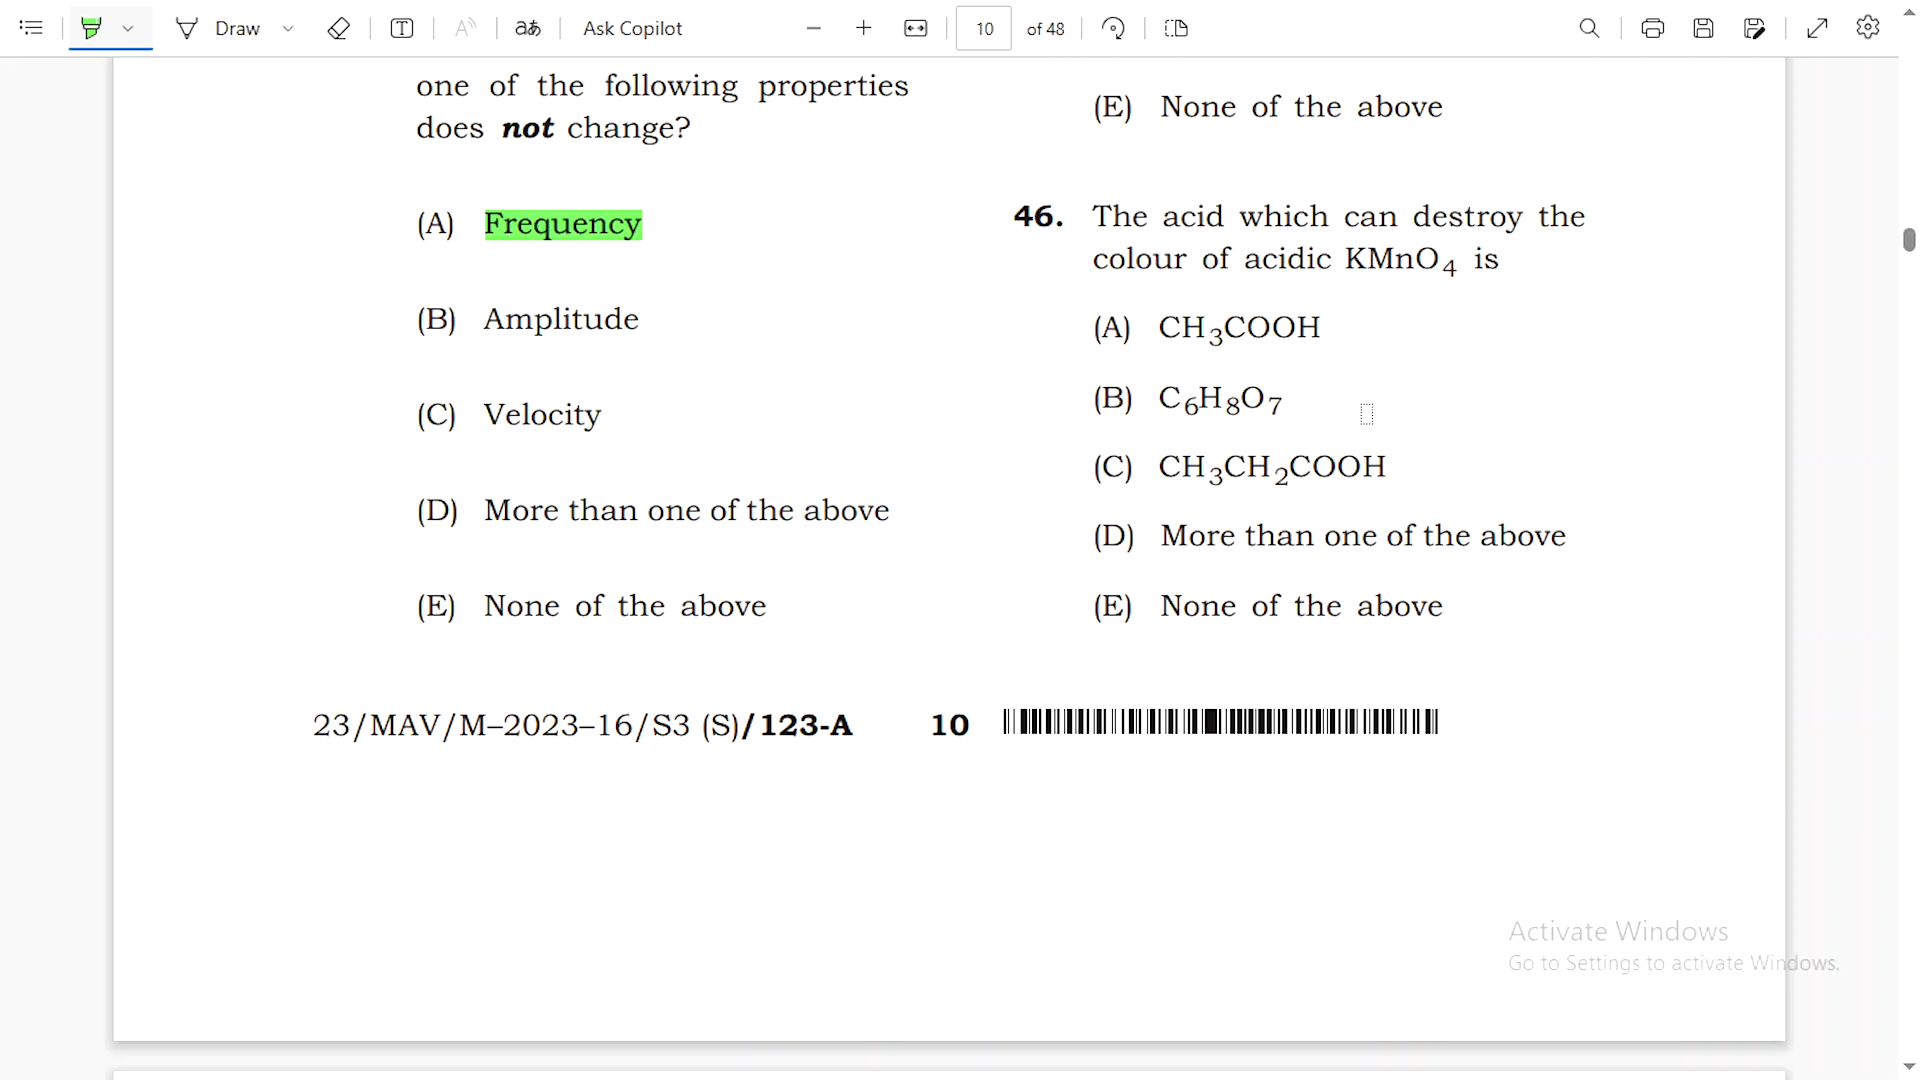 Draw
aあ
Ask Copilot
10 of 48
one of the following properties
does not change?
(A) Frequency
(B) Amplitude
(C) Velocity
(D) More than one of the above
(E) None of the above
(E) None of the above
46. The acid which can destroy the
colour of acidic KMnO₄ is
(A) CH₃COOH
(B) C₆H₈O₇
(C) CH₃CH₂COOH
(D) More than one of the above
(E) None of the above
23/MAV/M–2023–16/S3 (S)/123-A 10
Activate Windows
Go to Settings to activate Windows.